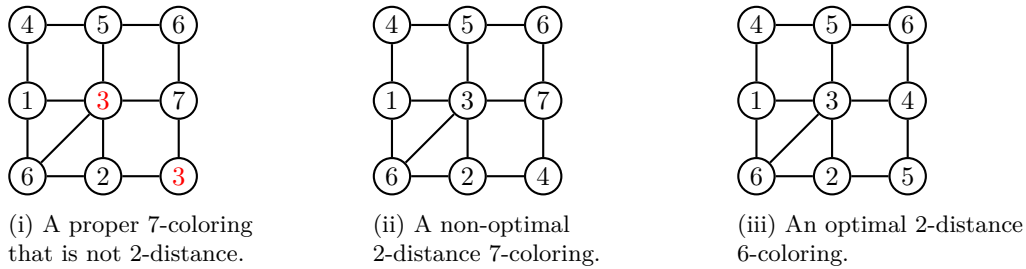 4 5 6
1 3 7
6 2 3
(i) A proper 7-coloring
that is not 2-distance.
4 5 6
1 3 7
6 2 4
(ii) A non-optimal
2-distance 7-coloring.
4 5 6
1 3 4
6 2 5
(iii) An optimal 2-distance
6-coloring.